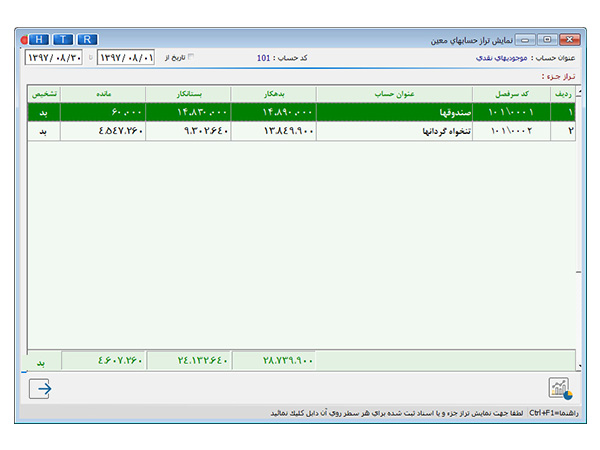 نمایش تراز حسابهای معین
H T R
عنوان حساب : موجودیهای نقدی کد حساب : 101 تاریخ از ۱۳۹۷/۰۸/۰۱ تا ۱۳۹۷/۰۸/۳۰
تراز جزء :
ردیف کد سرفصل عنوان حساب بدهکار بستانکار مانده تشخیص
۱ ۱۰۱\۰۰۰۱ صندوقها ۱۴.۸۹۰.۰۰۰ ۱۴.۸۳۰.۰۰۰ ۶۰.۰۰۰ بد
۲ ۱۰۱\۰۰۰۲ تنخواه گردانها ۱۳.۸۴۹.۹۰۰ ۹.۳۰۲.۶۴۰ ۴.۵۴۷.۲۶۰ بد
۲۸.۷۳۹.۹۰۰ ۲۴.۱۳۲.۶۴۰ ۴.۶۰۷.۲۶۰ بد
راهنما=Ctrl+F1 لطفا جهت نمایش تراز جزء و یا اسناد ثبت شده برای هر سطر روی آن دابل کلیک نمائید